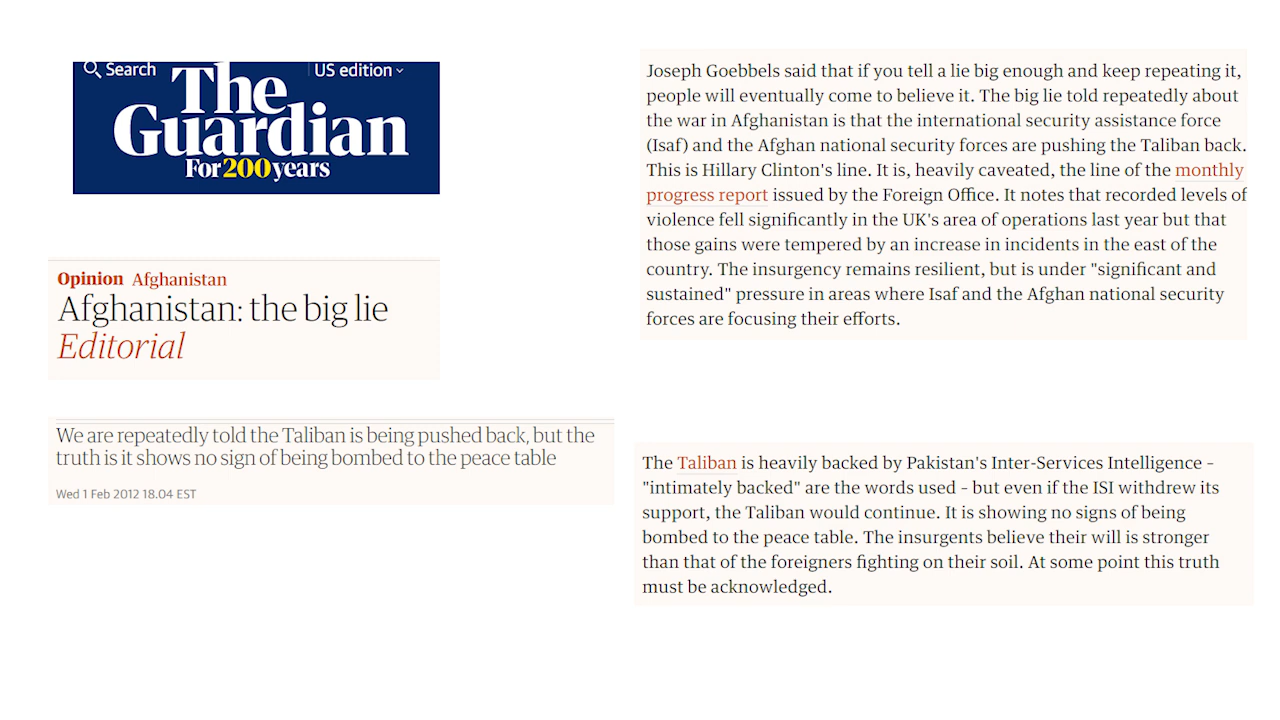 Search
US edition
The
Guardian
For 200 years
Opinion Afghanistan
Afghanistan: the big lie
Editorial
We are repeatedly told the Taliban is being pushed back, but the
truth is it shows no sign of being bombed to the peace table
Wed 1 Feb 2012 18.04 EST
Joseph Goebbels said that if you tell a lie big enough and keep repeating it,
people will eventually come to believe it. The big lie told repeatedly about
the war in Afghanistan is that the international security assistance force
(Isaf) and the Afghan national security forces are pushing the Taliban back.
This is Hillary Clinton's line. It is, heavily caveated, the line of the monthly
progress report issued by the Foreign Office. It notes that recorded levels of
violence fell significantly in the UK's area of operations last year but that
those gains were tempered by an increase in incidents in the east of the
country. The insurgency remains resilient, but is under "significant and
sustained" pressure in areas where Isaf and the Afghan national security
forces are focusing their efforts.
The Taliban is heavily backed by Pakistan's Inter-Services Intelligence –
"intimately backed" are the words used – but even if the ISI withdrew its
support, the Taliban would continue. It is showing no signs of being
bombed to the peace table. The insurgents believe their will is stronger
than that of the foreigners fighting on their soil. At some point this truth
must be acknowledged.